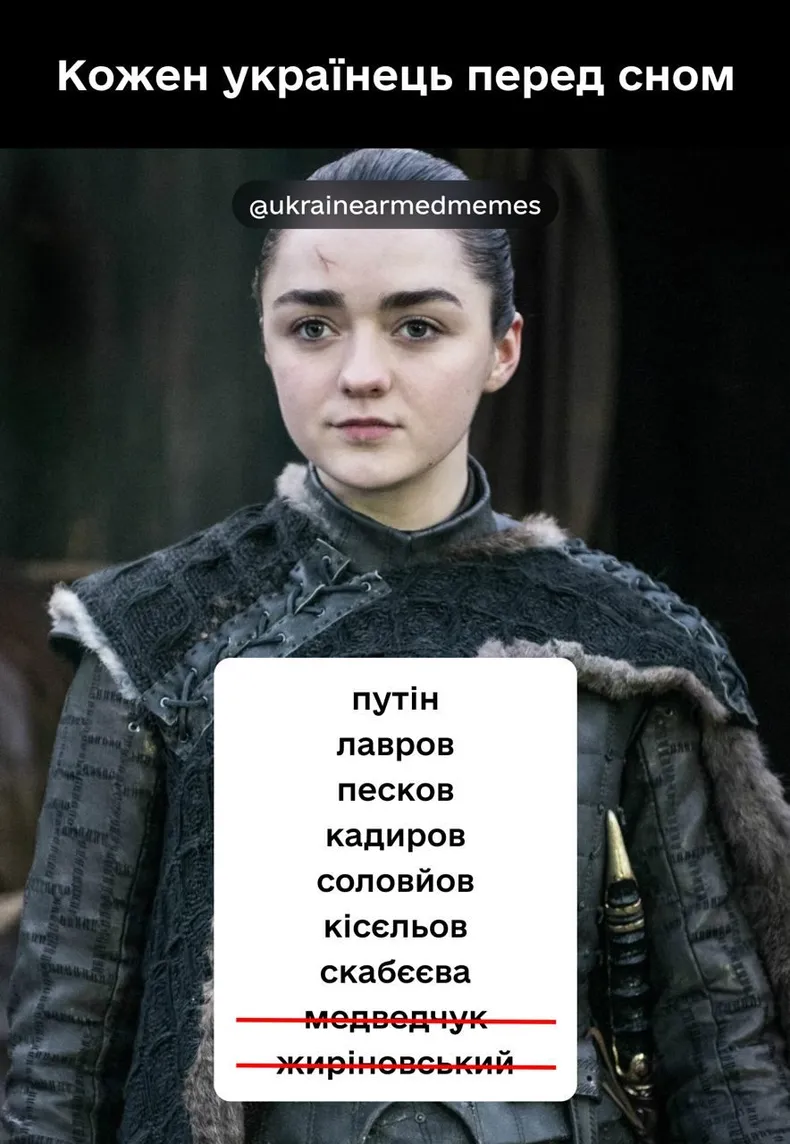 Кожен українець перед сном
@ukrainearmedmemes
путін
лавров
песков
кадиров
соловйов
кісєльов
скабєєва
медведчук
жиріновський